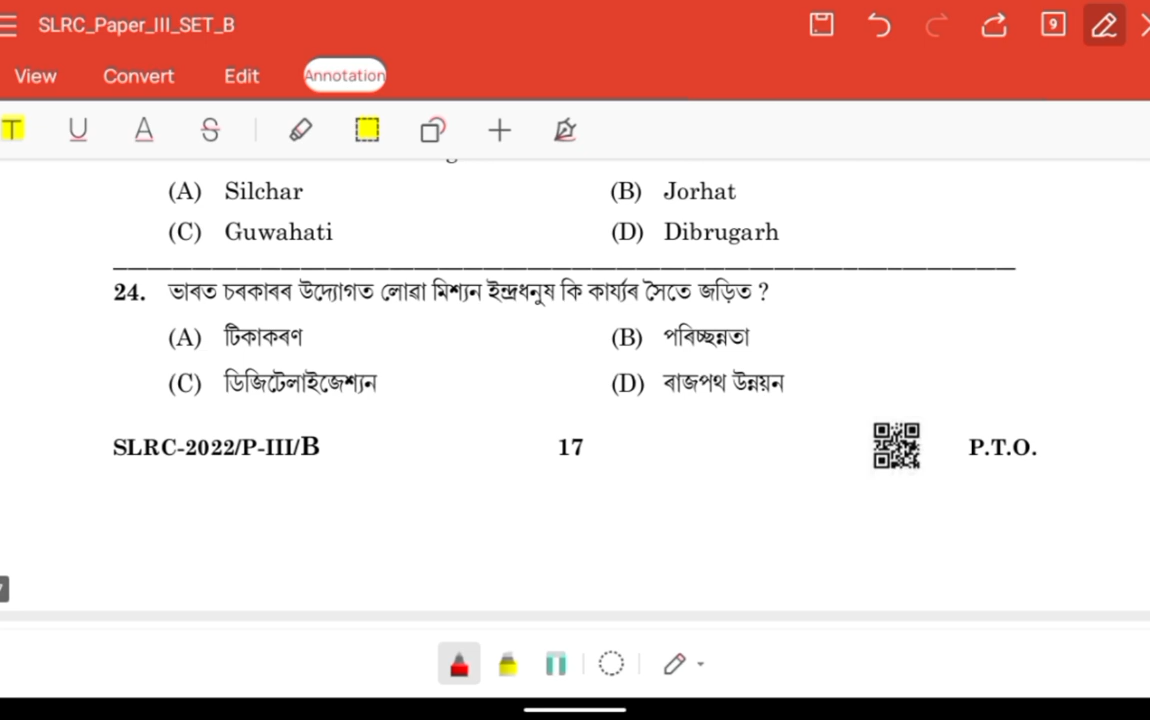 SLRC_Paper_III_SET_B
9
View Convert Edit Annotation
T U A S
(A) Silchar (B) Jorhat
(C) Guwahati (D) Dibrugarh
24. ভাৰত চৰকাৰৰ উদ্যোগত লোৱা মিশ্যন ইন্দ্ৰধনুষ কি কাৰ্য্যৰ সৈতে জড়িত ?
(A) টিকাকৰণ (B) পৰিচ্ছন্নতা
(C) ডিজিটেলাইজেশ্যন (D) ৰাজপথ উন্নয়ন
SLRC-2022/P-III/B 17 P.T.O.